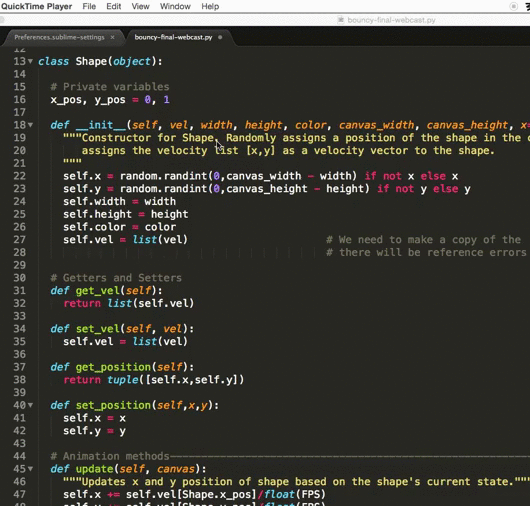 QuickTime Player File Edit View Window Help
bouncy-final-webcast.py
Preferences.sublime-settings × bouncy-final-webcast.py
12
13 class Shape(object):
14
15 # Private variables
16 x_pos, y_pos = 0, 1
17
18 def __init__(self, vel, width, height, color, canvas_width, canvas_height, x=
19 """Constructor for Shape. Randomly assigns a position of the shape in the
20 assigns the velocity list [x,y] as a velocity vector to the shape.
21 """
22 self.x = random.randint(0,canvas_width - width) if not x else x
23 self.y = random.randint(0,canvas_height - height) if not y else y
24 self.width = width
25 self.height = height
26 self.color = color
27 self.vel = list(vel) # We need to make a copy of the
28 # there will be reference errors
29
30 # Getters and Setters
31 def get_vel(self):
32 return list(self.vel)
33
34 def set_vel(self, vel):
35 self.vel = list(vel)
36
37 def get_position(self):
38 return tuple([self.x,self.y])
39
40 def set_position(self,x,y):
41 self.x = x
42 self.y = y
43
44 # Animation methods
45 def update(self, canvas):
46 """Updates x and y position of shape based on the shape's current state."""
47 self.x += self.vel[Shape.x_pos]/float(FPS)
48 self.y += self.vel[Shape.y_pos]/float(FPS)